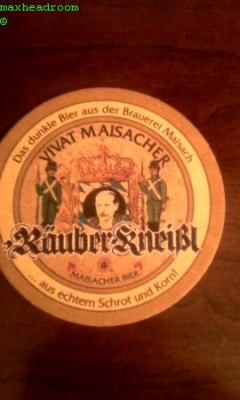 maxheadroom
©
Das dunkle Bier aus der Brauerei Maisach
VIVAT MAISACHER
Räuber-Kneißl
MAISACHER BIER
... aus echtem Schrot und Korn!